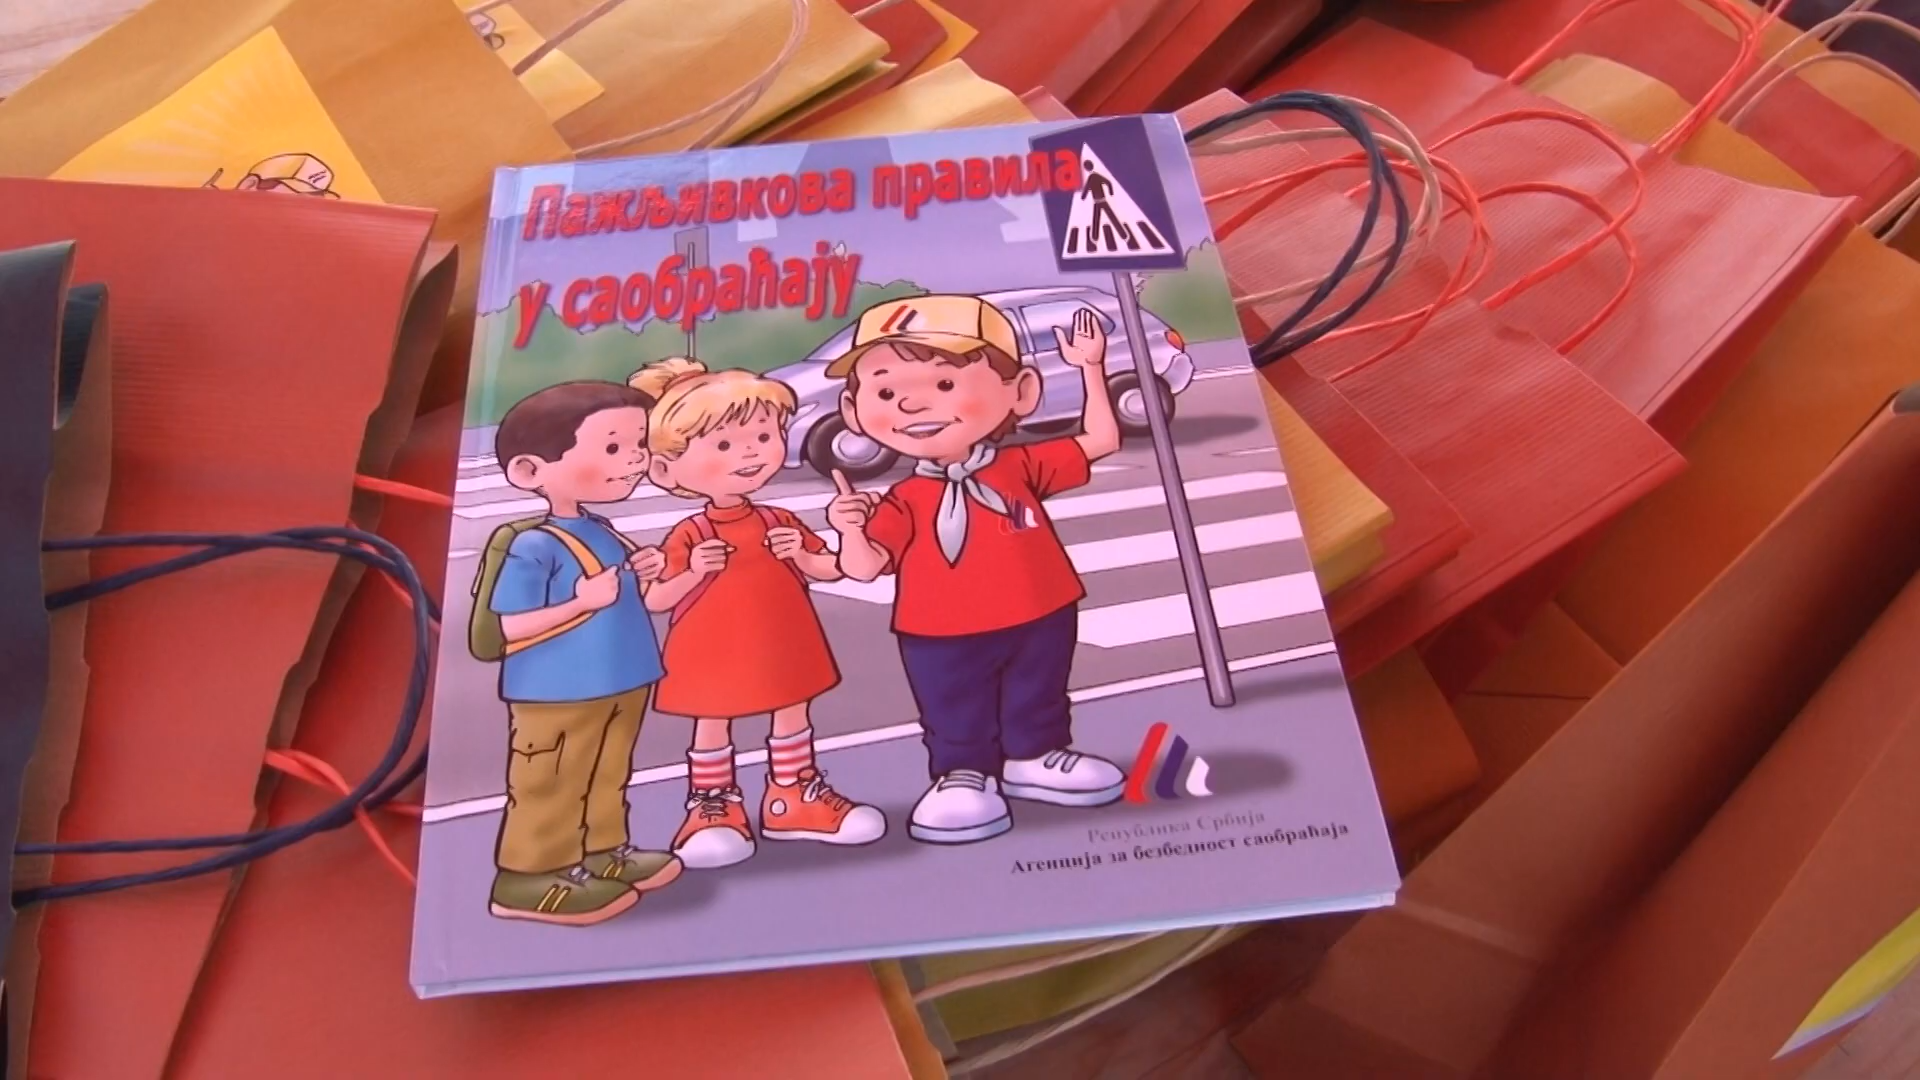 Пажљивкова правила
у саобраћају
Република Србија
Агенција за безбедност саобраћаја